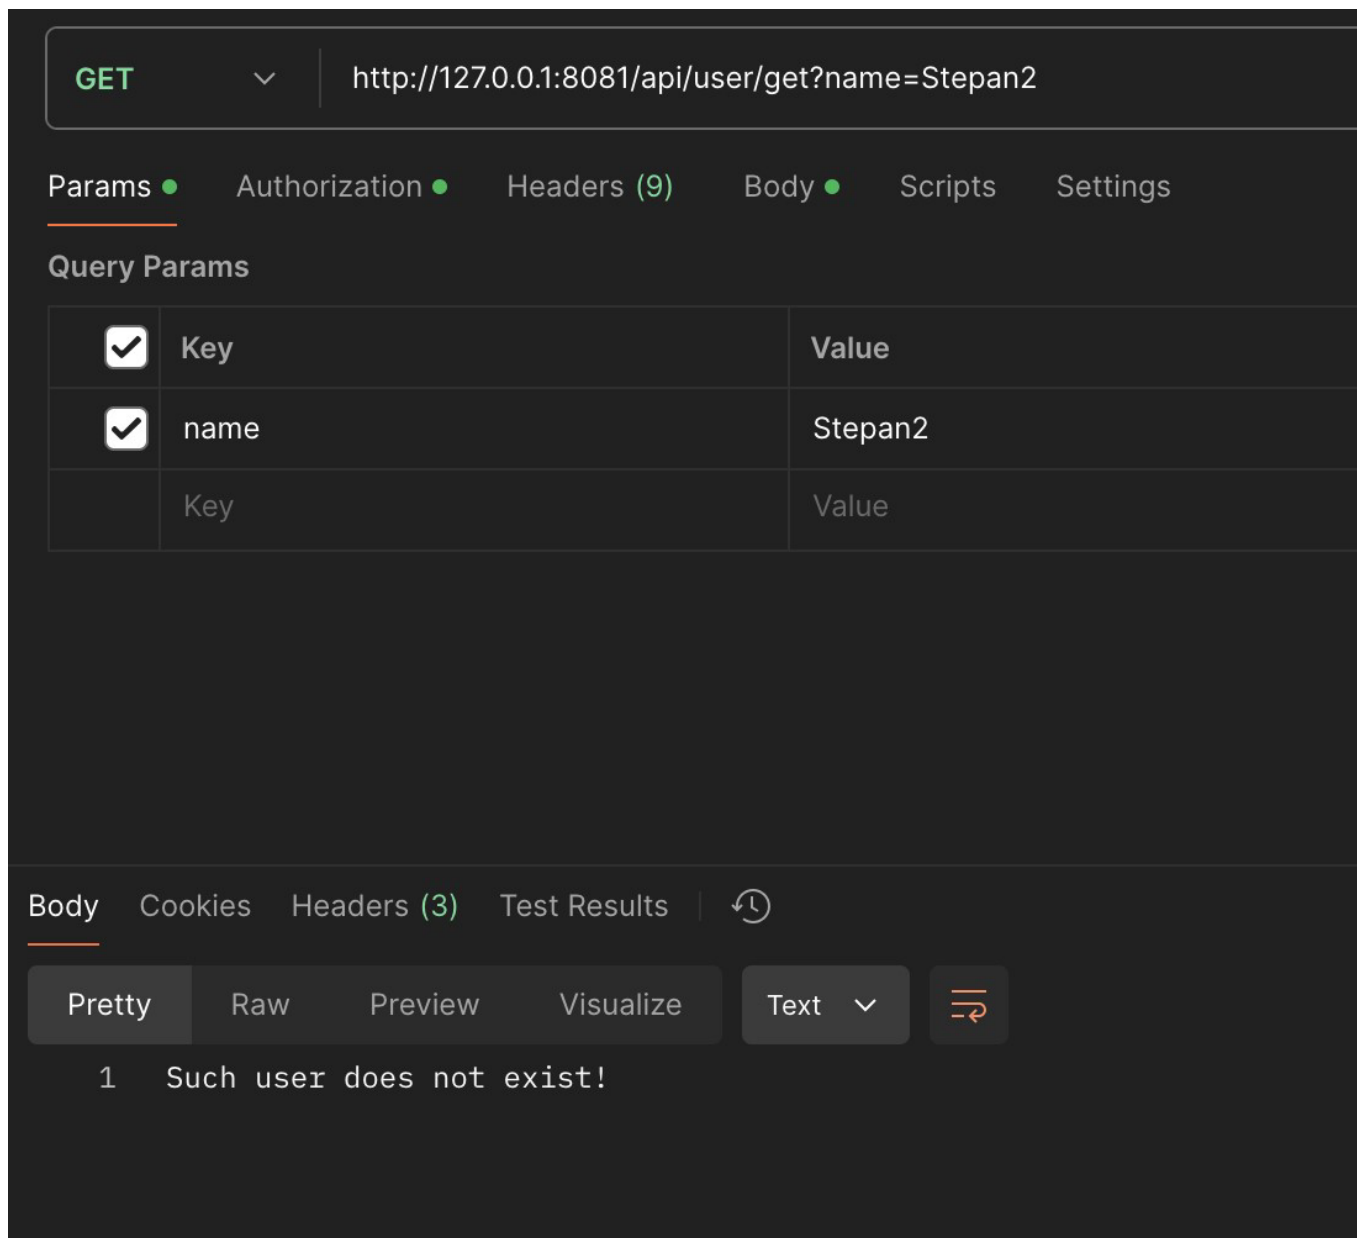 GET http://127.0.0.1:8081/api/user/get?name=Stepan2
Params Authorization Headers (9) Body Scripts Settings
Query Params
Key Value
name Stepan2
Key Value
Body Cookies Headers (3) Test Results
Pretty Raw Preview Visualize Text
1 Such user does not exist!